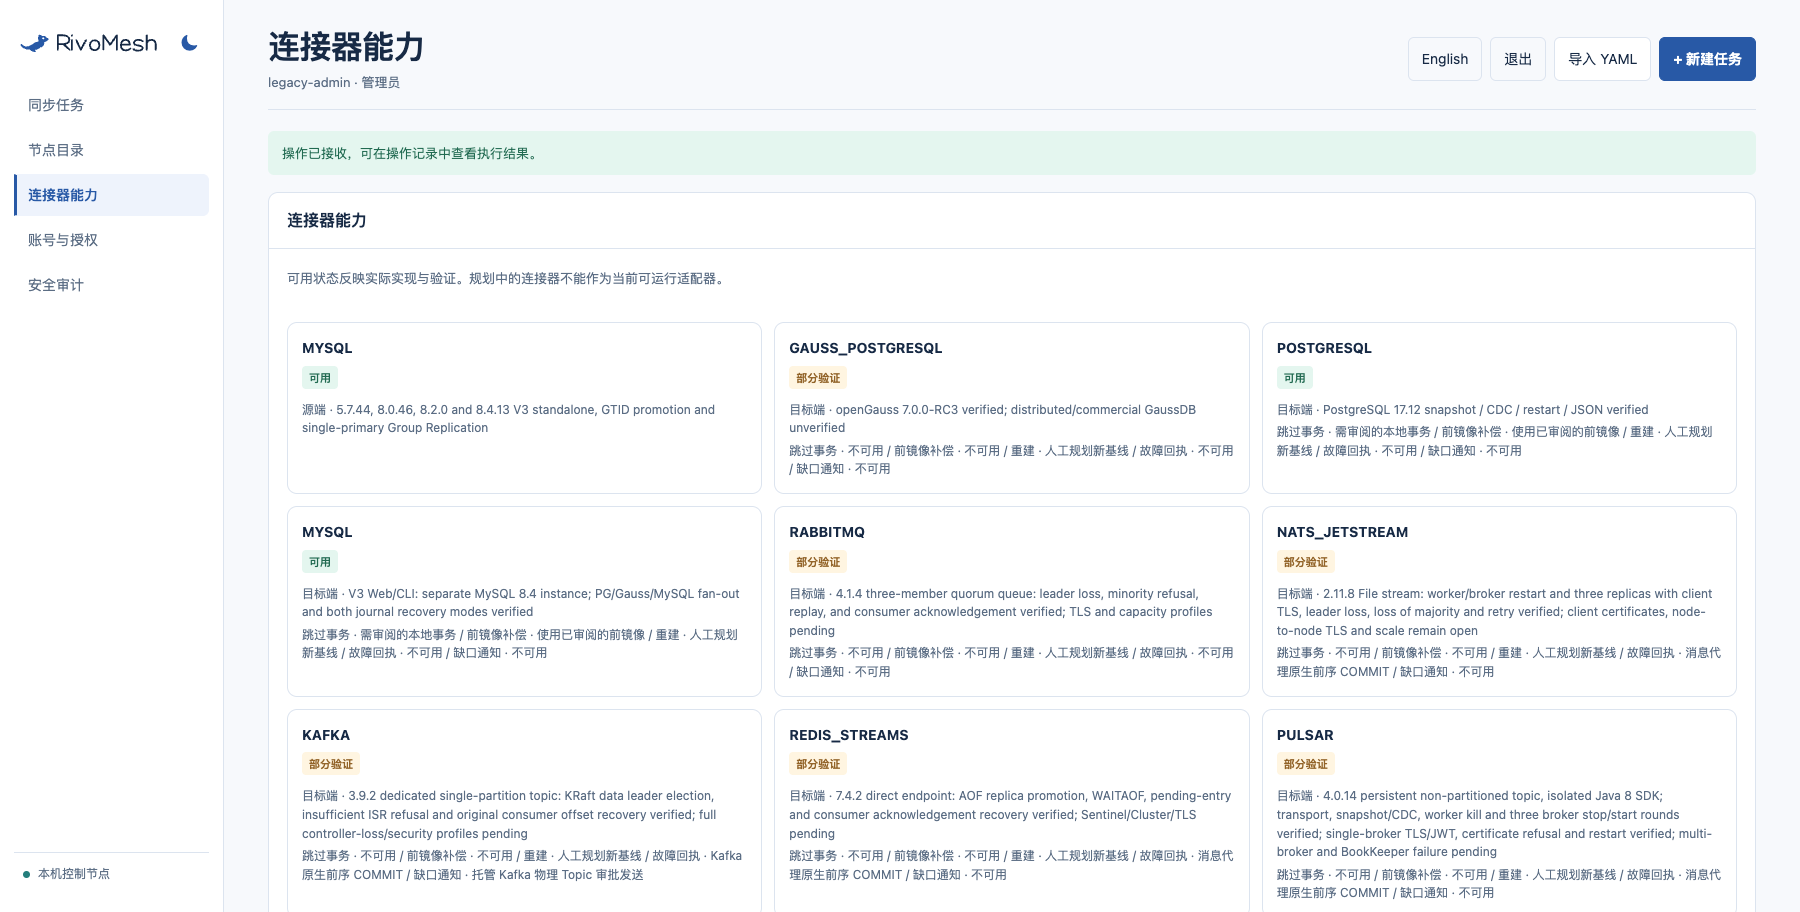 RivoMesh
同步任务
节点目录
连接器能力
账号与授权
安全审计
本机控制节点
连接器能力
legacy-admin · 管理员
English
退出
导入 YAML
+ 新建任务
操作已接收，可在操作记录中查看执行结果。
连接器能力
可用状态反映实际实现与验证。规划中的连接器不能作为当前可运行适配器。
MYSQL
可用
源端 · 5.7.44, 8.0.46, 8.2.0 and 8.4.13 V3 standalone, GTID promotion and
single-primary Group Replication
GAUSS_POSTGRESQL
部分验证
目标端 · openGauss 7.0.0-RC3 verified; distributed/commercial GaussDB
unverified
跳过事务 · 不可用 / 前镜像补偿 · 不可用 / 重建 · 人工规划新基线 / 故障回执 · 不可用
/ 缺口通知 · 不可用
POSTGRESQL
可用
目标端 · PostgreSQL 17.12 snapshot / CDC / restart / JSON verified
跳过事务 · 需审阅的本地事务 / 前镜像补偿 · 使用已审阅的前镜像 / 重建 · 人工规划
新基线 / 故障回执 · 不可用 / 缺口通知 · 不可用
MYSQL
可用
目标端 · V3 Web/CLI: separate MySQL 8.4 instance; PG/Gauss/MySQL fan-out
and both journal recovery modes verified
跳过事务 · 需审阅的本地事务 / 前镜像补偿 · 使用已审阅的前镜像 / 重建 · 人工规划
新基线 / 故障回执 · 不可用 / 缺口通知 · 不可用
RABBITMQ
部分验证
目标端 · 4.1.4 three-member quorum queue: leader loss, minority refusal,
replay, and consumer acknowledgement verified; TLS and capacity profiles
pending
跳过事务 · 不可用 / 前镜像补偿 · 不可用 / 重建 · 人工规划新基线 / 故障回执 · 不可用
/ 缺口通知 · 不可用
NATS_JETSTREAM
部分验证
目标端 · 2.11.8 File stream: worker/broker restart and three replicas with client
TLS, leader loss, loss of majority and retry verified; client certificates, node-
to-node TLS and scale remain open
跳过事务 · 不可用 / 前镜像补偿 · 不可用 / 重建 · 人工规划新基线 / 故障回执 · 消息代
理原生前序 COMMIT / 缺口通知 · 不可用
KAFKA
部分验证
目标端 · 3.9.2 dedicated single-partition topic: KRaft data leader election,
insufficient ISR refusal and original consumer offset recovery verified; full
controller-loss/security profiles pending
跳过事务 · 不可用 / 前镜像补偿 · 不可用 / 重建 · 人工规划新基线 / 故障回执 · Kafka
原生前序 COMMIT / 缺口通知 · 托管 Kafka 物理 Topic 审批发送
REDIS_STREAMS
部分验证
目标端 · 7.4.2 direct endpoint: AOF replica promotion, WAITAOF, pending-entry
and consumer acknowledgement recovery verified; Sentinel/Cluster/TLS
pending
跳过事务 · 不可用 / 前镜像补偿 · 不可用 / 重建 · 人工规划新基线 / 故障回执 · 消息代
理原生前序 COMMIT / 缺口通知 · 不可用
PULSAR
部分验证
目标端 · 4.0.14 persistent non-partitioned topic, isolated Java 8 SDK;
transport, snapshot/CDC, worker kill and three broker stop/start rounds
verified; single-broker TLS/JWT, certificate refusal and restart verified; multi-
broker and BookKeeper failure pending
跳过事务 · 不可用 / 前镜像补偿 · 不可用 / 重建 · 人工规划新基线 / 故障回执 · 消息代
理原生前序 COMMIT / 缺口通知 · 不可用